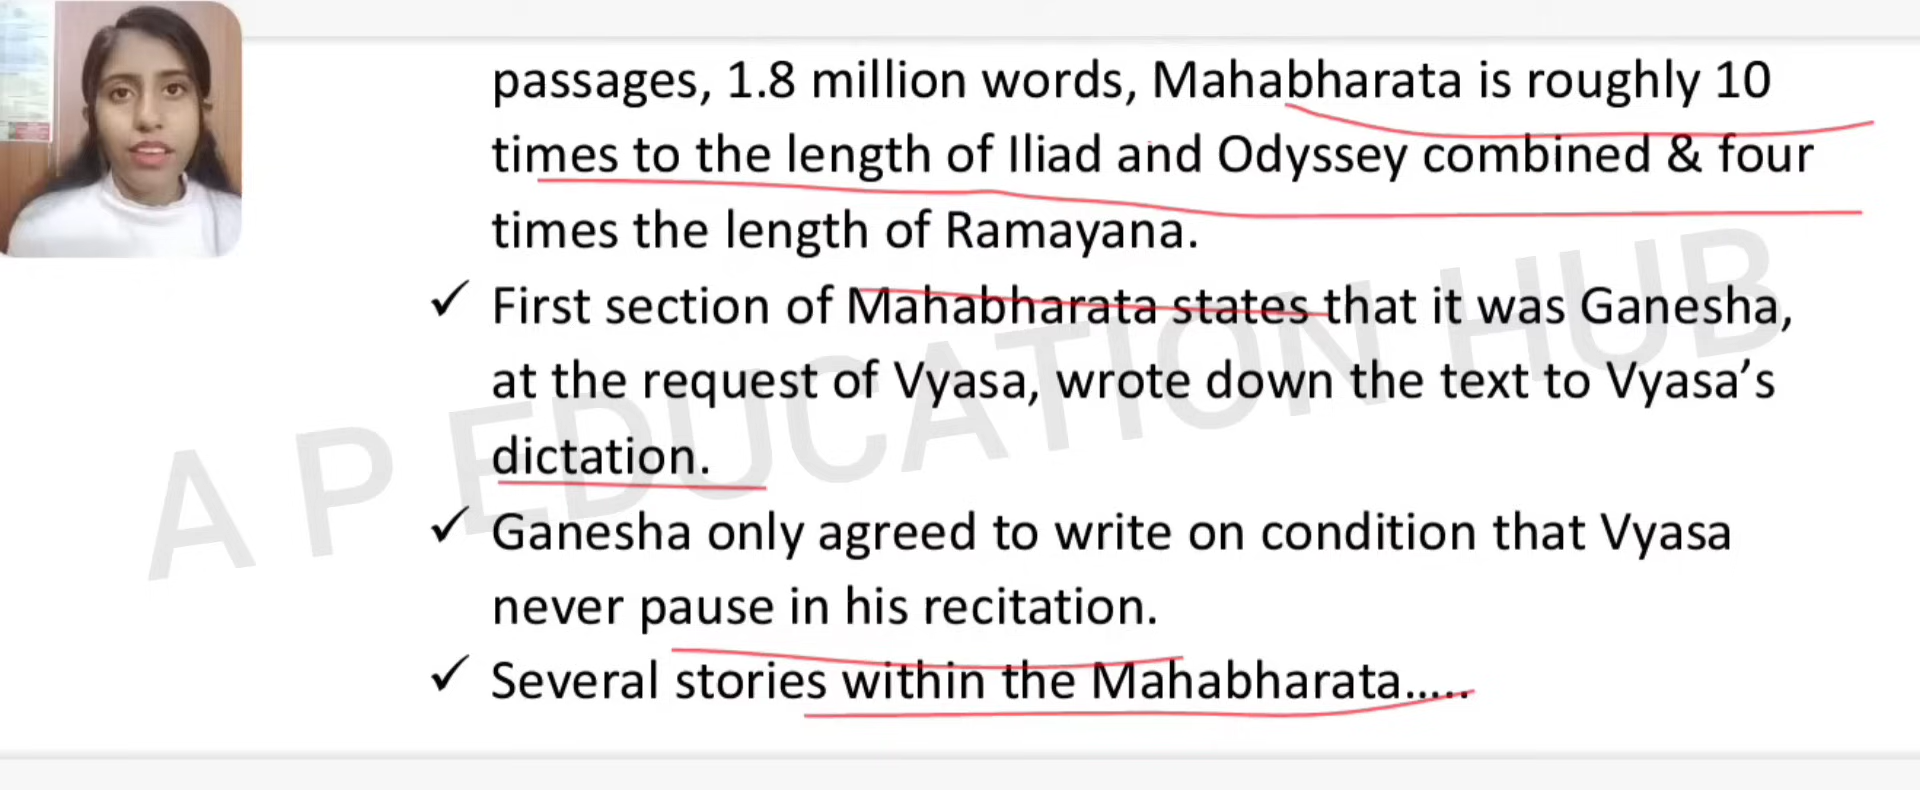 passages, 1.8 million words, Mahabharata is roughly 10
times to the length of Iliad and Odyssey combined & four
times the length of Ramayana.
✓ First section of Mahabharata states that it was Ganesha,
at the request of Vyasa, wrote down the text to Vyasa's
dictation.
✓ Ganesha only agreed to write on condition that Vyasa
never pause in his recitation.
✓ Several stories within the Mahabharata.....
A P EDUCATION HUB